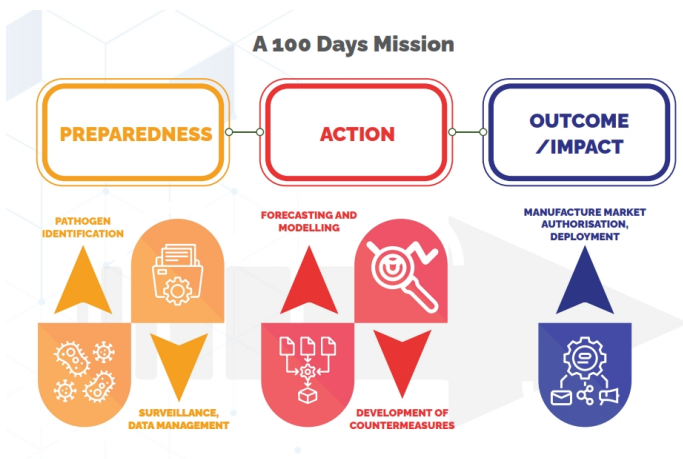 A 100 Days Mission
PREPAREDNESS
ACTION
OUTCOME
/IMPACT
PATHOGEN
IDENTIFICATION
SURVEILLANCE,
DATA MANAGEMENT
FORECASTING AND
MODELLING
DEVELOPMENT OF
COUNTERMEASURES
MANUFACTURE MARKET
AUTHORISATION,
DEPLOYMENT